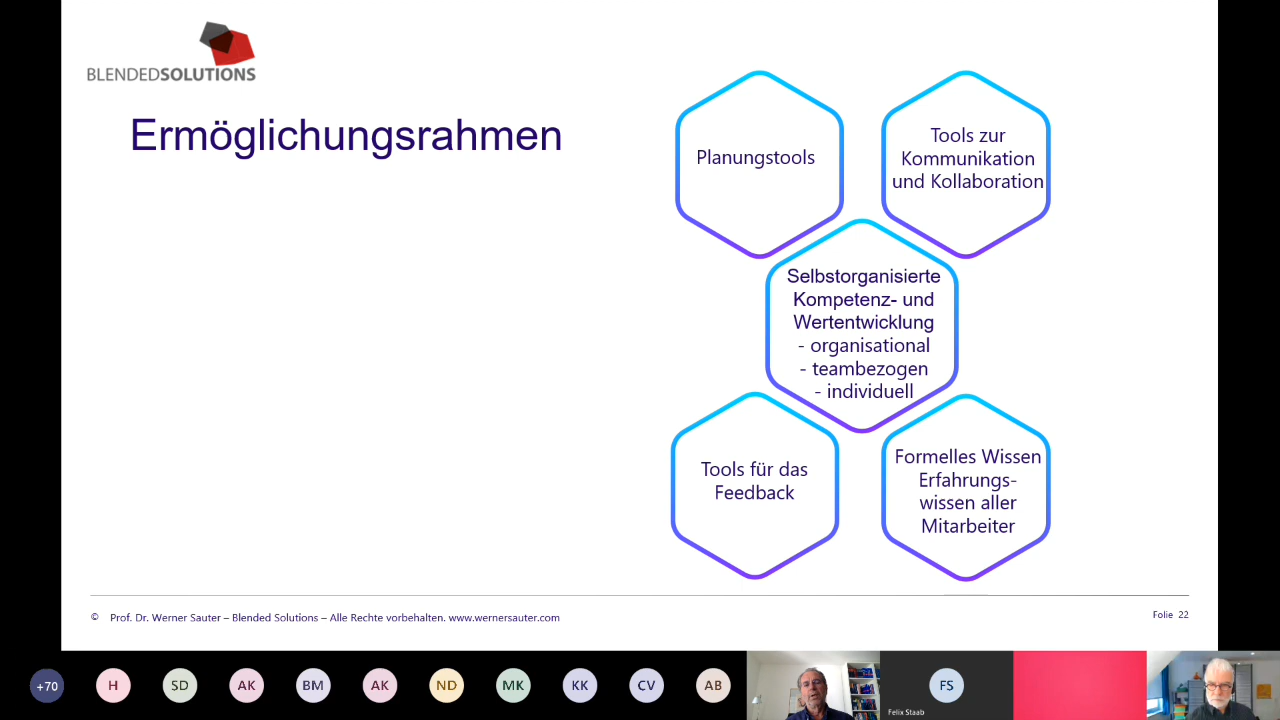 BLENDEDSOLUTIONS
Ermöglichungsrahmen
Planungstools
Tools zur
Kommunikation
und Kollaboration
Selbstorganisierte
Kompetenz- und
Wertentwicklung
- organisational
- teambezogen
- individuell
Tools für das
Feedback
Formelles Wissen
Erfahrungs-
wissen aller
Mitarbeiter
© Prof. Dr. Werner Sauter – Blended Solutions – Alle Rechte vorbehalten. www.wernersauter.com
Folie 22
+70 H SD AK BM AK ND MK KK CV AB FS
Felix Staab